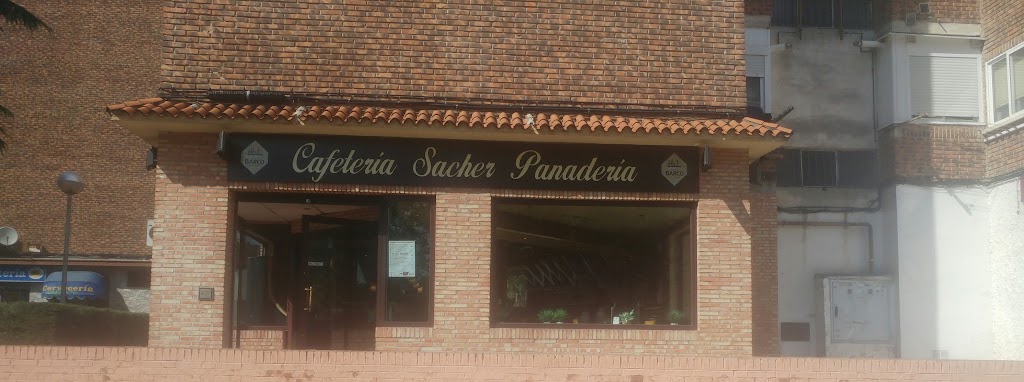 BARCO
Cafetería Sacher Panadería
BARCO
Cervecería